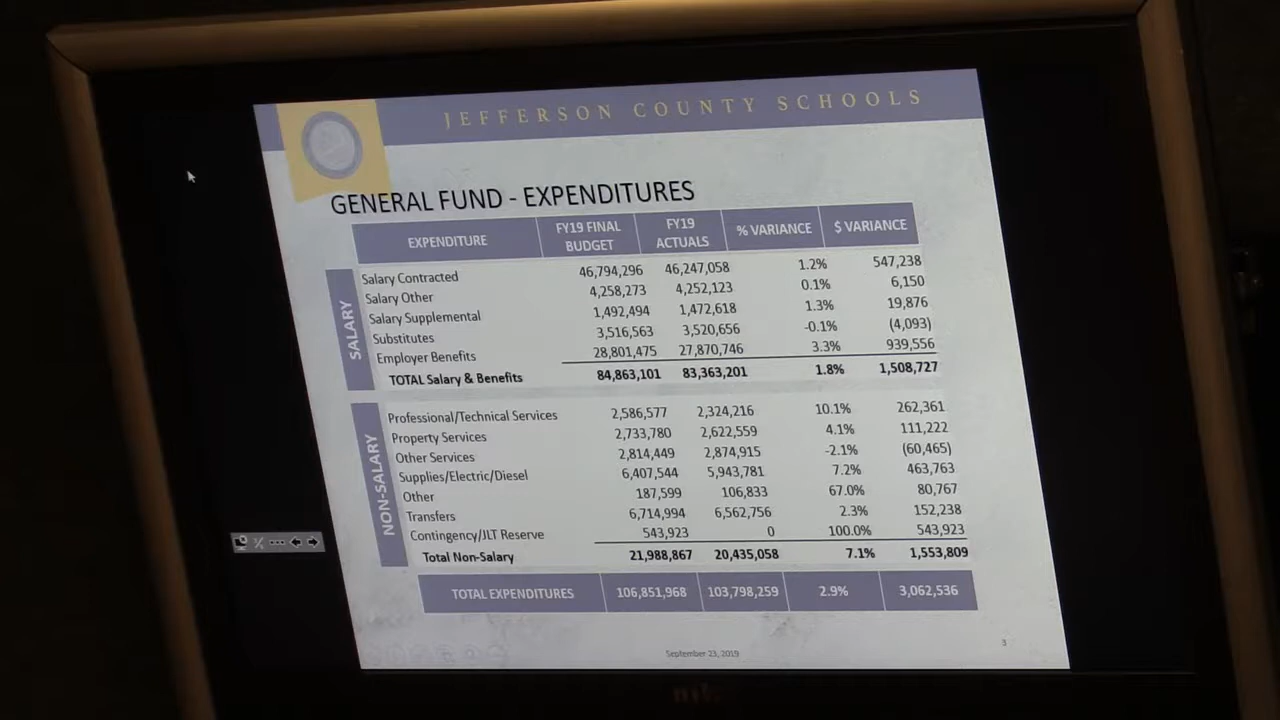 JEFFERSON COUNTY SCHOOLS
GENERAL FUND - EXPENDITURES
EXPENDITURE FY19 FINAL BUDGET FY19 ACTUALS % VARIANCE $ VARIANCE
SALARY
Salary Contracted 46,794,296 46,247,058 1.2% 547,238
Salary Other 4,258,273 4,252,123 0.1% 6,150
Salary Supplemental 1,492,494 1,472,618 1.3% 19,876
Substitutes 3,516,563 3,520,656 -0.1% (4,093)
Employer Benefits 28,801,475 27,870,746 3.3% 939,556
TOTAL Salary & Benefits 84,863,101 83,363,201 1.8% 1,508,727
NON-SALARY
Professional/Technical Services 2,586,577 2,324,216 10.1% 262,361
Property Services 2,733,780 2,622,559 4.1% 111,222
Other Services 2,814,449 2,874,915 -2.1% (60,465)
Supplies/Electric/Diesel 6,407,544 5,943,781 7.2% 463,763
Other 187,599 106,833 67.0% 80,767
Transfers 6,714,994 6,562,756 2.3% 152,238
Contingency/JLT Reserve 543,923 0 100.0% 543,923
Total Non-Salary 21,988,867 20,435,058 7.1% 1,553,809
TOTAL EXPENDITURES 106,851,968 103,798,259 2.9% 3,062,536
September 23, 2019
3